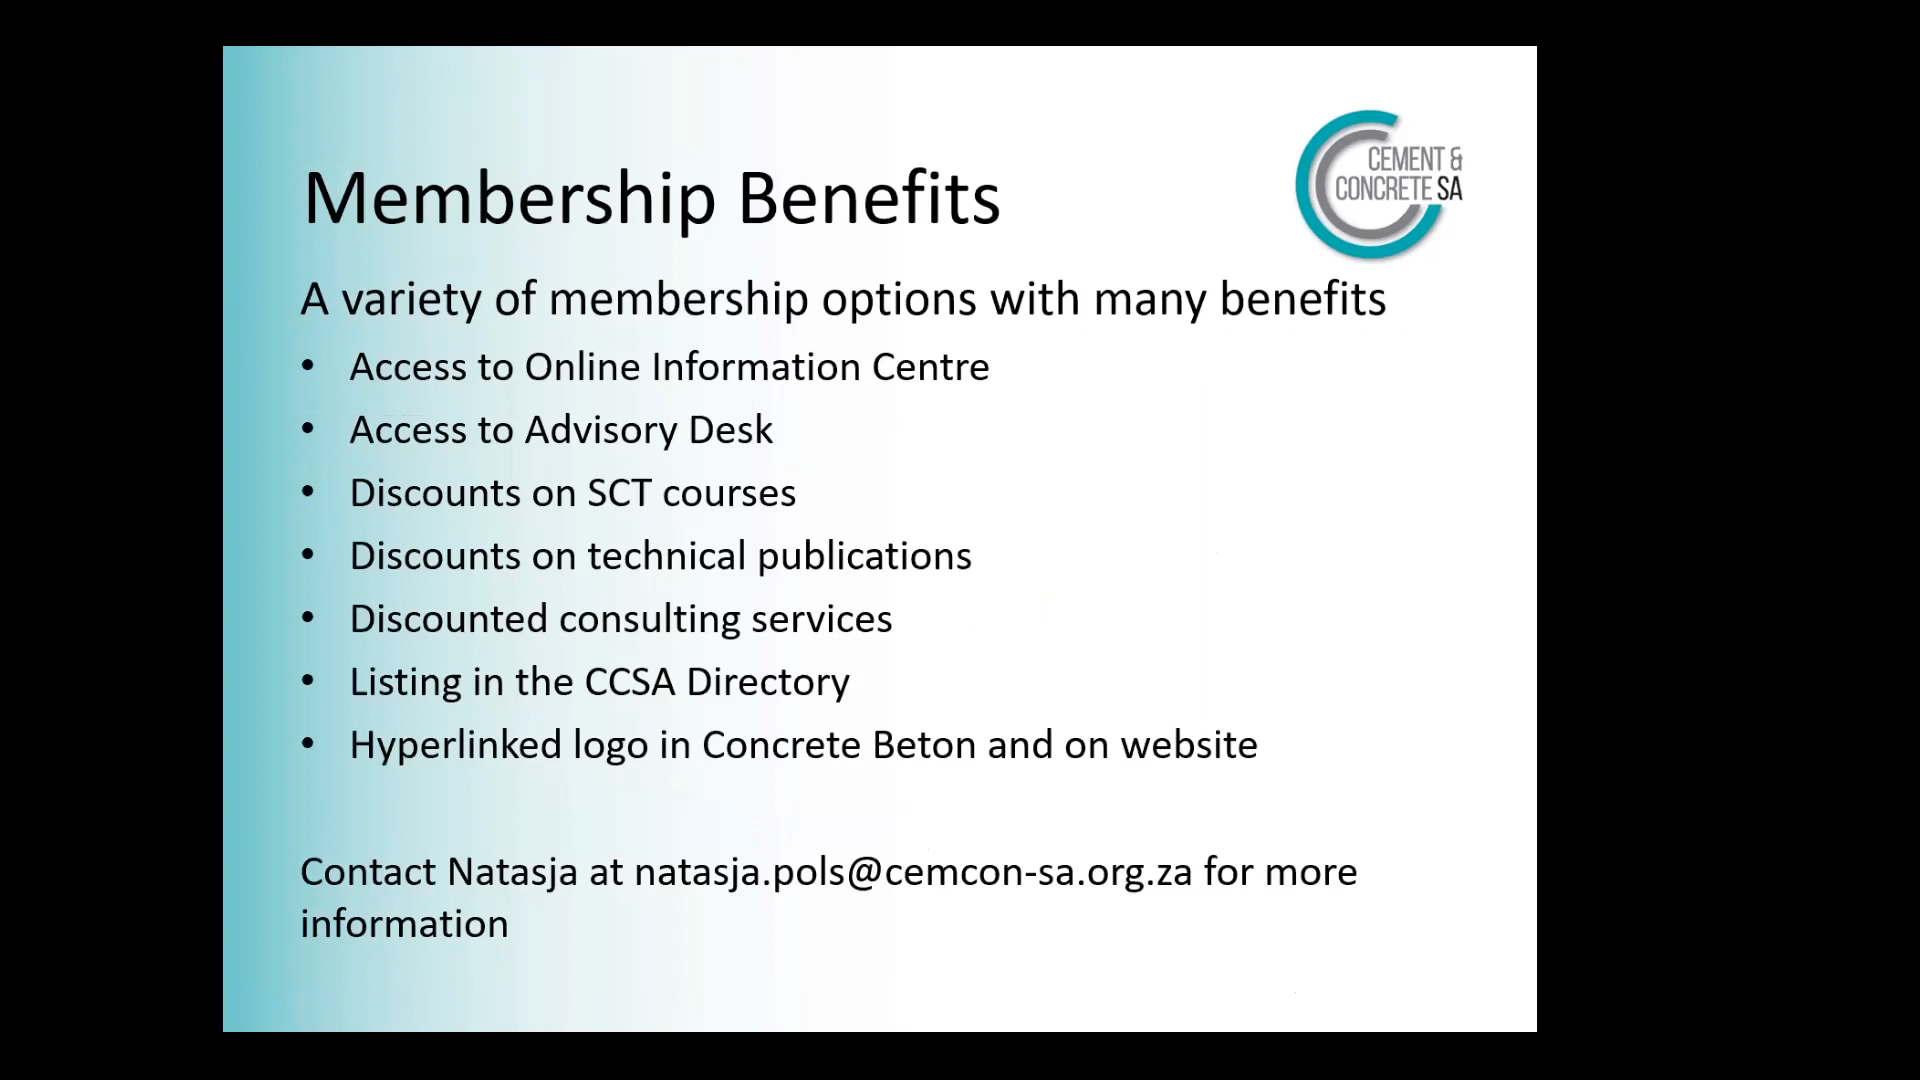 CEMENT &
CONCRETE SA
Membership Benefits
A variety of membership options with many benefits
• Access to Online Information Centre
• Access to Advisory Desk
• Discounts on SCT courses
• Discounts on technical publications
• Discounted consulting services
• Listing in the CCSA Directory
• Hyperlinked logo in Concrete Beton and on website
Contact Natasja at natasja.pols@cemcon-sa.org.za for more
information